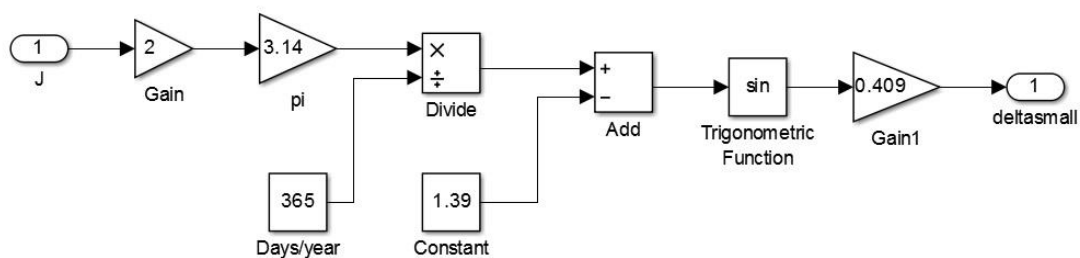 1
J
2
Gain
3.14
pi
×
÷
Divide
365
Days/year
1.39
Constant
+
−
Add
sin
Trigonometric
Function
0.409
Gain1
1
deltasmall